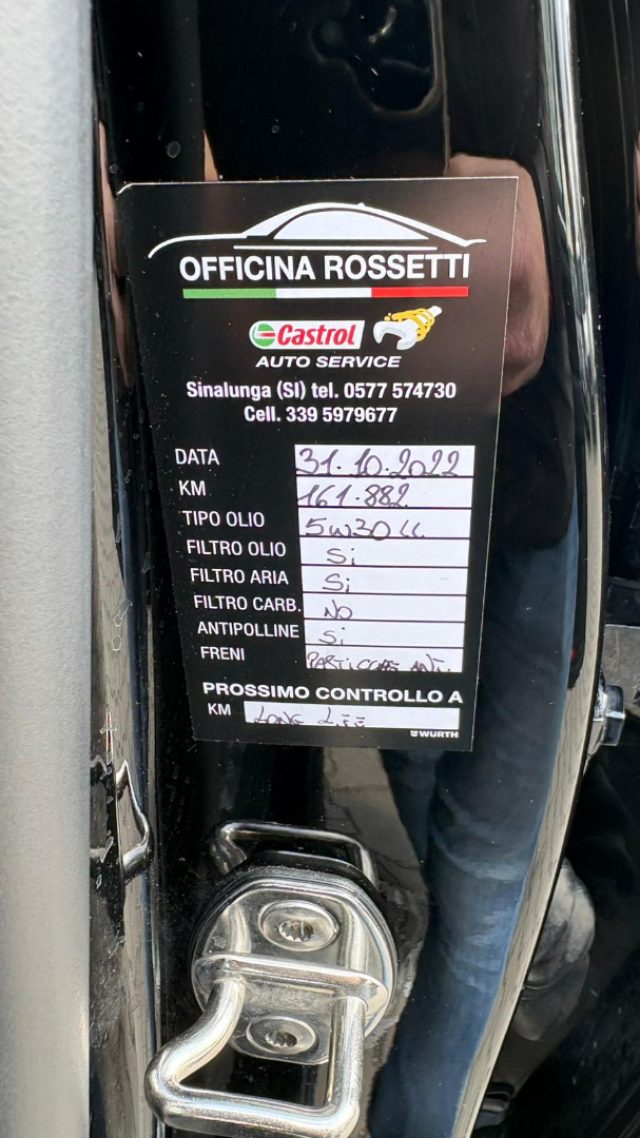 OFFICINA ROSSETTI
Castrol
AUTO SERVICE
Sinalunga (SI) tel. 0577 574730
Cell. 339 5979677
DATA 31.10.2022
KM 161.882
TIPO OLIO 5W30 LL
FILTRO OLIO Si
FILTRO ARIA Si
FILTRO CARB. NO
ANTIPOLLINE Si
FRENI ANT.
PROSSIMO CONTROLLO A
KM LONG
WURTH